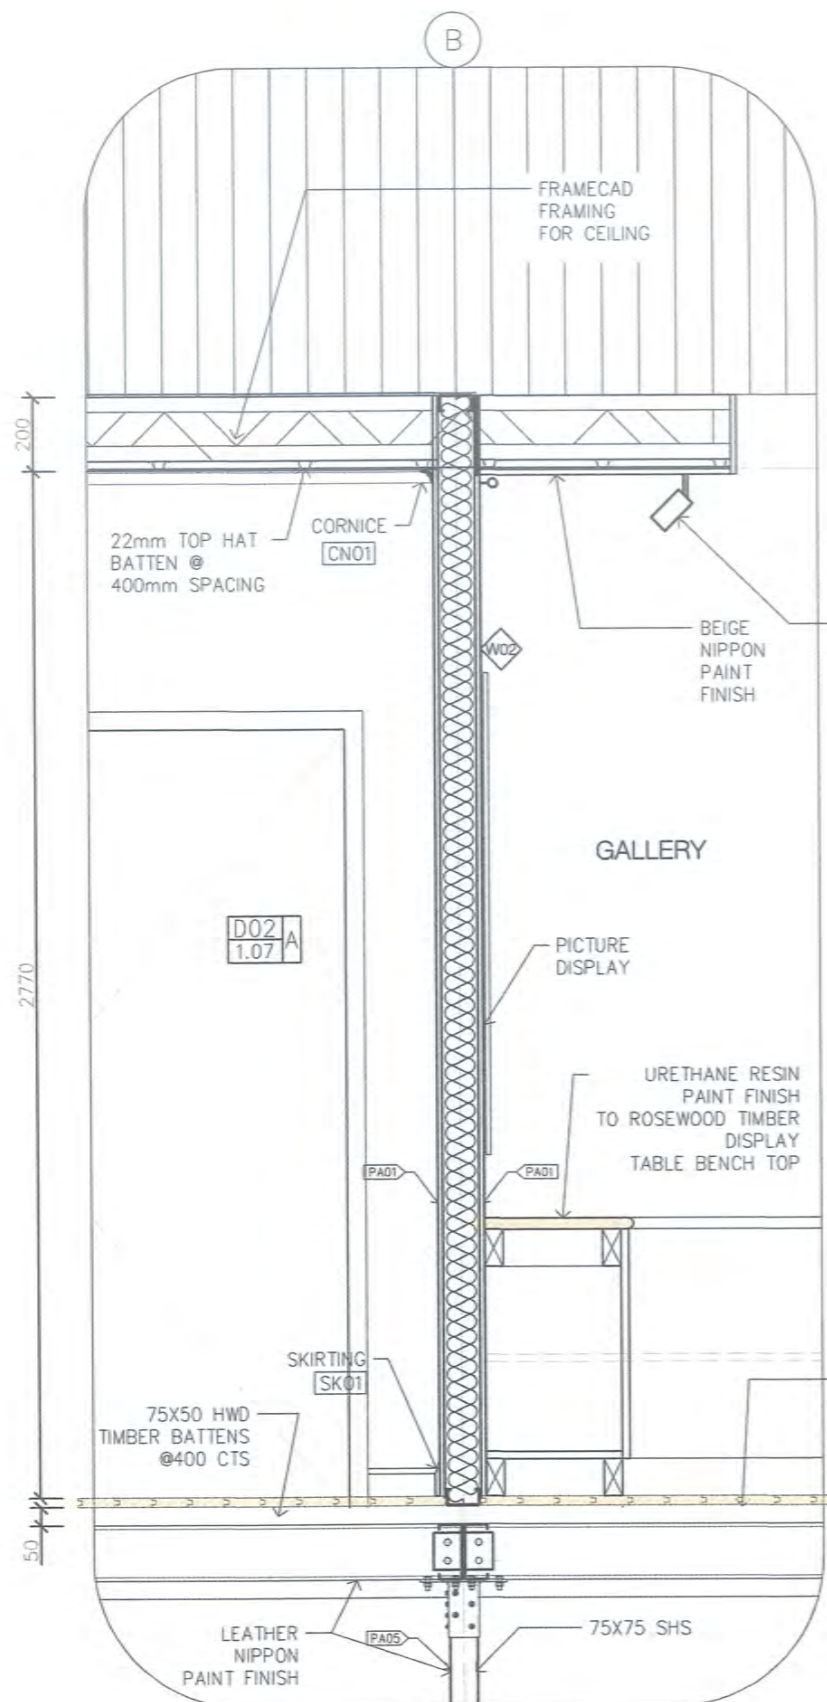 B
FRAMECAD
FRAMING
FOR CEILING
200
22mm TOP HAT
BATTEN @
400mm SPACING
CORNICE
CN01
BEIGE
NIPPON
PAINT
FINISH
W02
GALLERY
D02
1.07
A
2770
PICTURE
DISPLAY
URETHANE RESIN
PAINT FINISH
TO ROSEWOOD TIMBER
DISPLAY
TABLE BENCH TOP
PA01
PA01
SKIRTING
SK01
75X50 HWD
TIMBER BATTENS
@400 CTS
50
LEATHER
NIPPON
PAINT FINISH
PA05
75X75 SHS